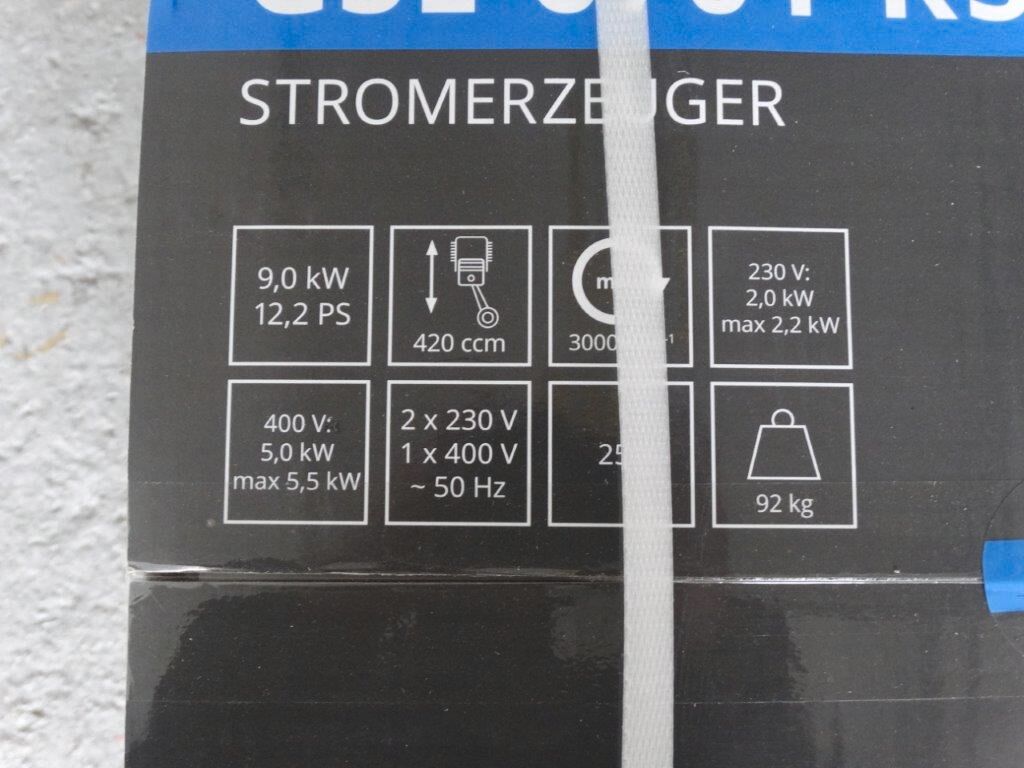 STROMERZEUGER
9,0 kW
12,2 PS
420 ccm
3000
230 V:
2,0 kW
max 2,2 kW
400 V:
5,0 kW
max 5,5 kW
2 x 230 V
1 x 400 V
~ 50 Hz
92 kg